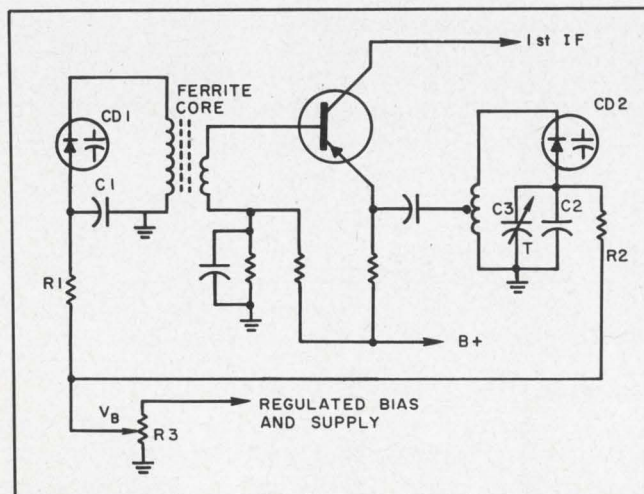 1st IF
FERRITE
CORE
CD1
CD2
C1
C3
C2
T
R2
R1
B+
VB
R3
REGULATED BIAS
AND SUPPLY